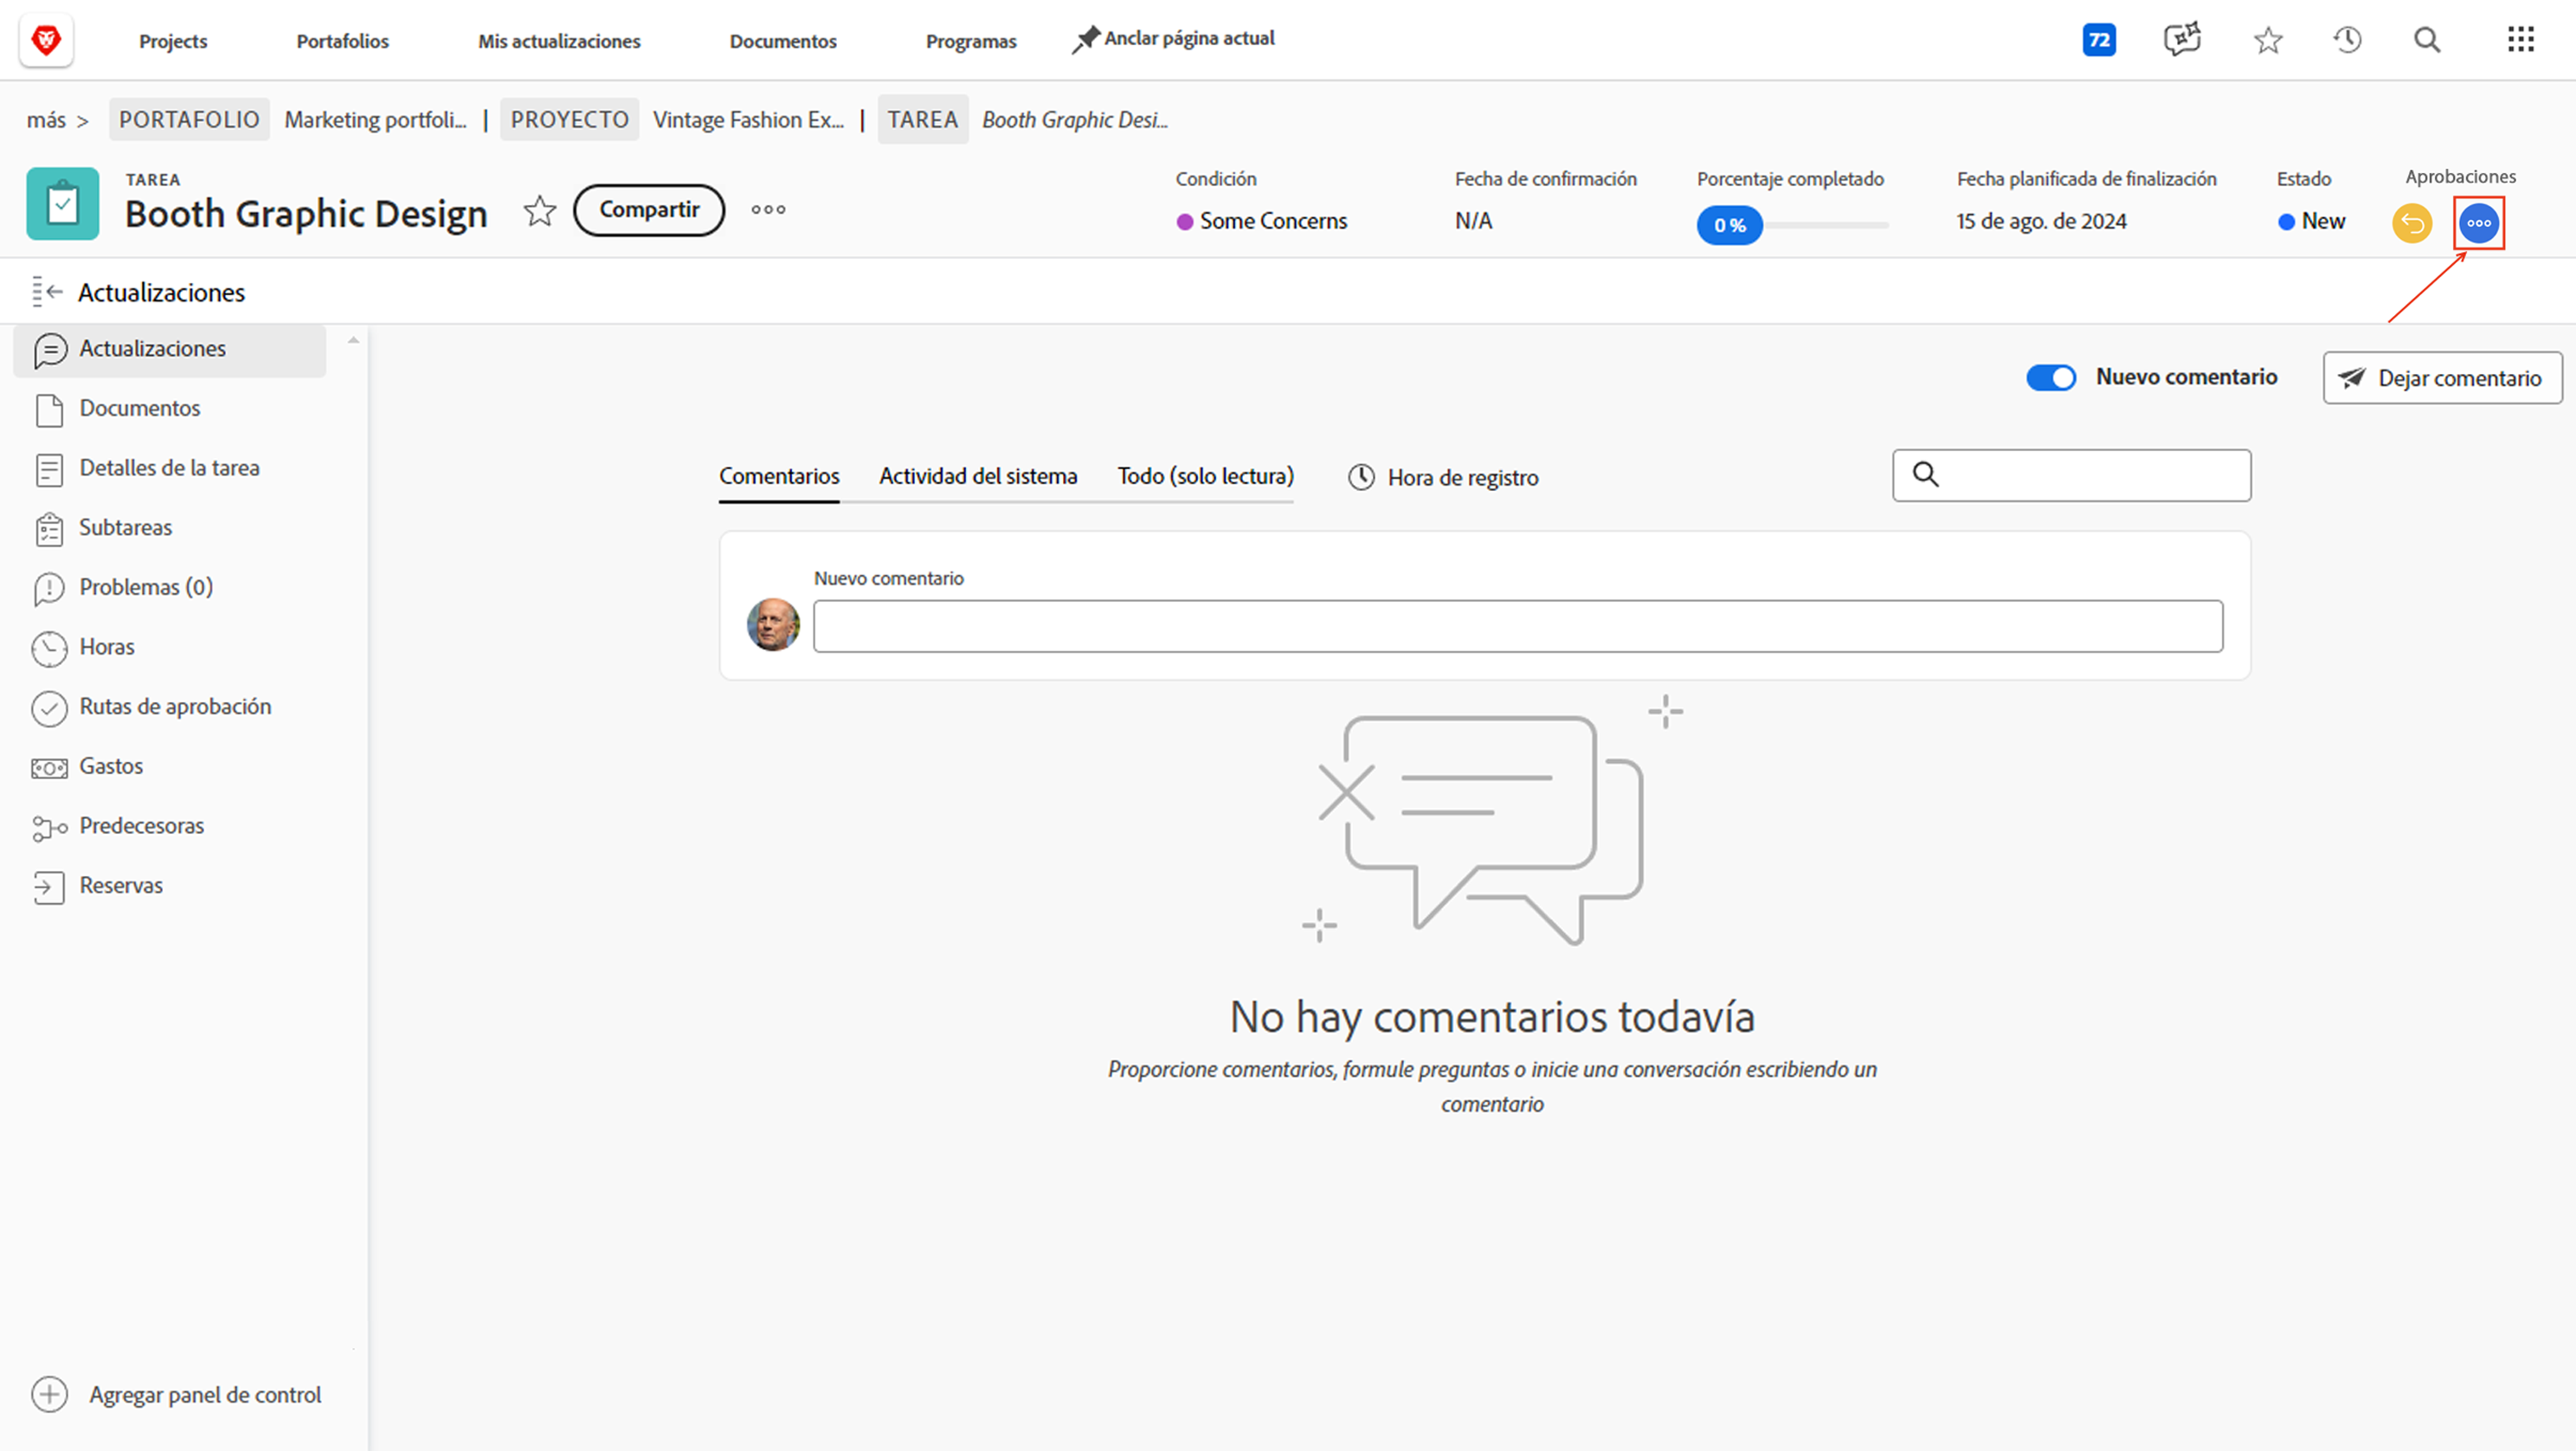 Projects Portafolios Mis actualizaciones Documentos Programas Anclar página actual 72
más > PORTAFOLIO Marketing portfoli... | PROYECTO Vintage Fashion Ex... | TAREA Booth Graphic Desi...
TAREA
Booth Graphic Design Compartir
Condición Fecha de confirmación Porcentaje completado Fecha planificada de finalización Estado Aprobaciones
Some Concerns N/A 0 % 15 de ago. de 2024 New
Actualizaciones
Actualizaciones
Documentos
Detalles de la tarea
Subtareas
Problemas (0)
Horas
Rutas de aprobación
Gastos
Predecesoras
Reservas
Agregar panel de control
Nuevo comentario Dejar comentario
Comentarios Actividad del sistema Todo (solo lectura) Hora de registro
Nuevo comentario
No hay comentarios todavía
Proporcione comentarios, formule preguntas o inicie una conversación escribiendo un
comentario